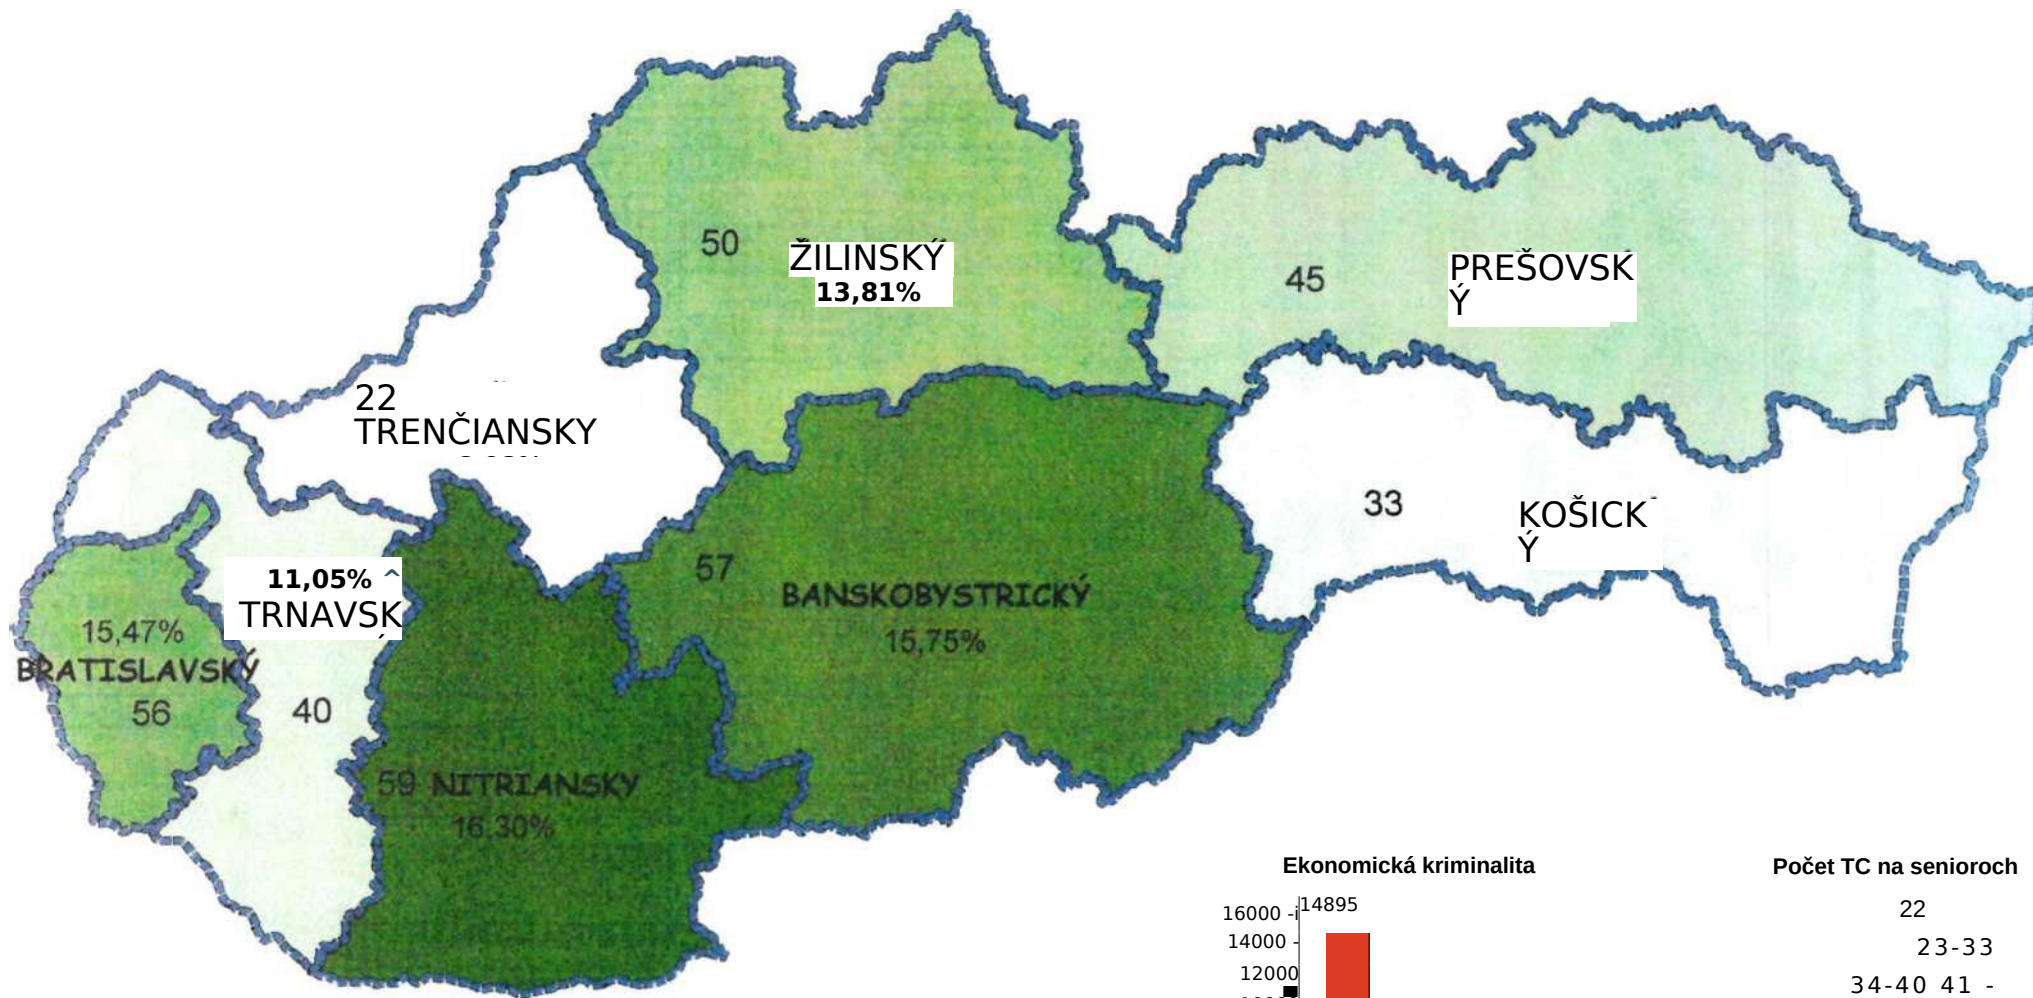 50
ŽILINSKÝ
13,81%
45
PREŠOVSK
Ý
22
TRENČIANSKY
33
KOŠICK
Ý
57
BANSKOBYSTRICKÝ
15,75%
11,05% ^
TRNAVSK
15,47%
BRATISLAVSKÝ
56
40
59 NITRIANSKY
16,30%
Ekonomická kriminalita
16000 -i
14895
14000 -
12000
Počet TC na senioroch
22
23-33
34-40 41 -